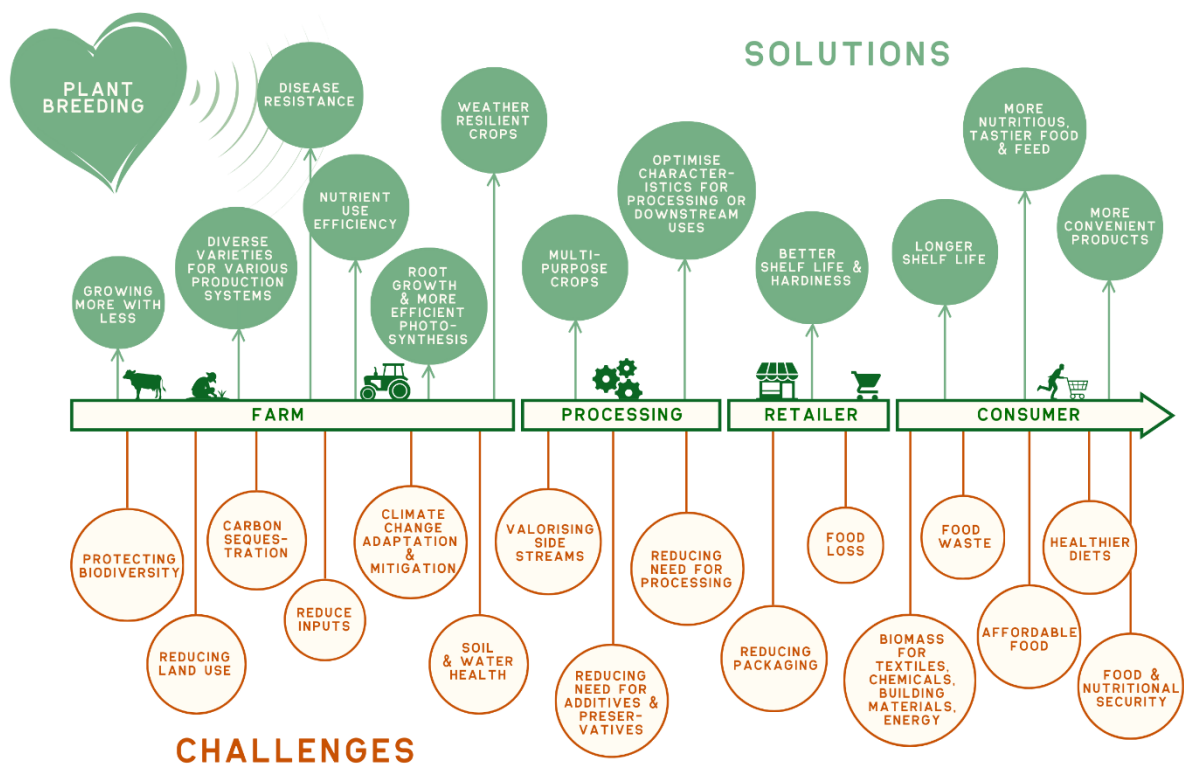 SOLUTIONS
PLANT
BREEDING
DISEASE
RESISTANCE
WEATHER
RESILIENT
CROPS
MORE
NUTRITIOUS,
TASTIER FOOD
& FEED
OPTIMISE
CHARACTER-
ISTICS FOR
PROCESSING OR
DOWNSTREAM
USES
NUTRIENT
USE
EFFICIENCY
MORE
CONVENIENT
PRODUCTS
DIVERSE
VARIETIES
FOR VARIOUS
PRODUCTION
SYSTEMS
MULTI-
PURPOSE
CROPS
BETTER
SHELF LIFE &
HARDINESS
LONGER
SHELF LIFE
GROWING
MORE WITH
LESS
ROOT
GROWTH
& MORE
EFFICIENT
PHOTO-
SYNTHESIS
FARM
PROCESSING
RETAILER
CONSUMER
PROTECTING
BIODIVERSITY
REDUCING
LAND USE
CARBON
SEQUES-
TRATION
REDUCE
INPUTS
CLIMATE
CHANGE
ADAPTATION
&
MITIGATION
SOIL
& WATER
HEALTH
VALORISING
SIDE
STREAMS
REDUCING
NEED FOR
ADDITIVES &
PRESER-
VATIVES
REDUCING
NEED FOR
PROCESSING
REDUCING
PACKAGING
FOOD
LOSS
BIOMASS
FOR
TEXTILES,
CHEMICALS,
BUILDING
MATERIALS,
ENERGY
FOOD
WASTE
AFFORDABLE
FOOD
HEALTHIER
DIETS
FOOD &
NUTRITIONAL
SECURITY
CHALLENGES